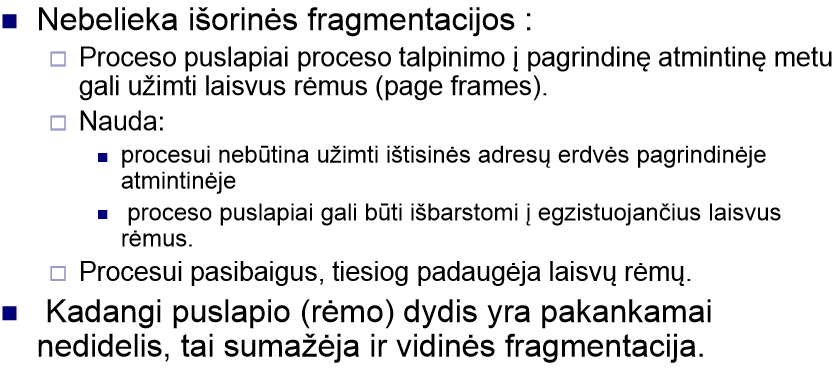 Nebelieka išorinės fragmentacijos :
Proceso puslapiai proceso talpinimo į pagrindinę atmintinę metu
gali užimti laisvus rėmus (page frames).
Nauda:
procesui nebūtina užimti ištisinės adresų erdvės pagrindinėje
atmintinėje
proceso puslapiai gali būti išbarstomi į egzistuojančius laisvus
rėmus.
Procesui pasibaigus, tiesiog padaugėja laisvų rėmų.
Kadangi puslapio (rėmo) dydis yra pakankamai
nedidelis, tai sumažėja ir vidinės fragmentacija.